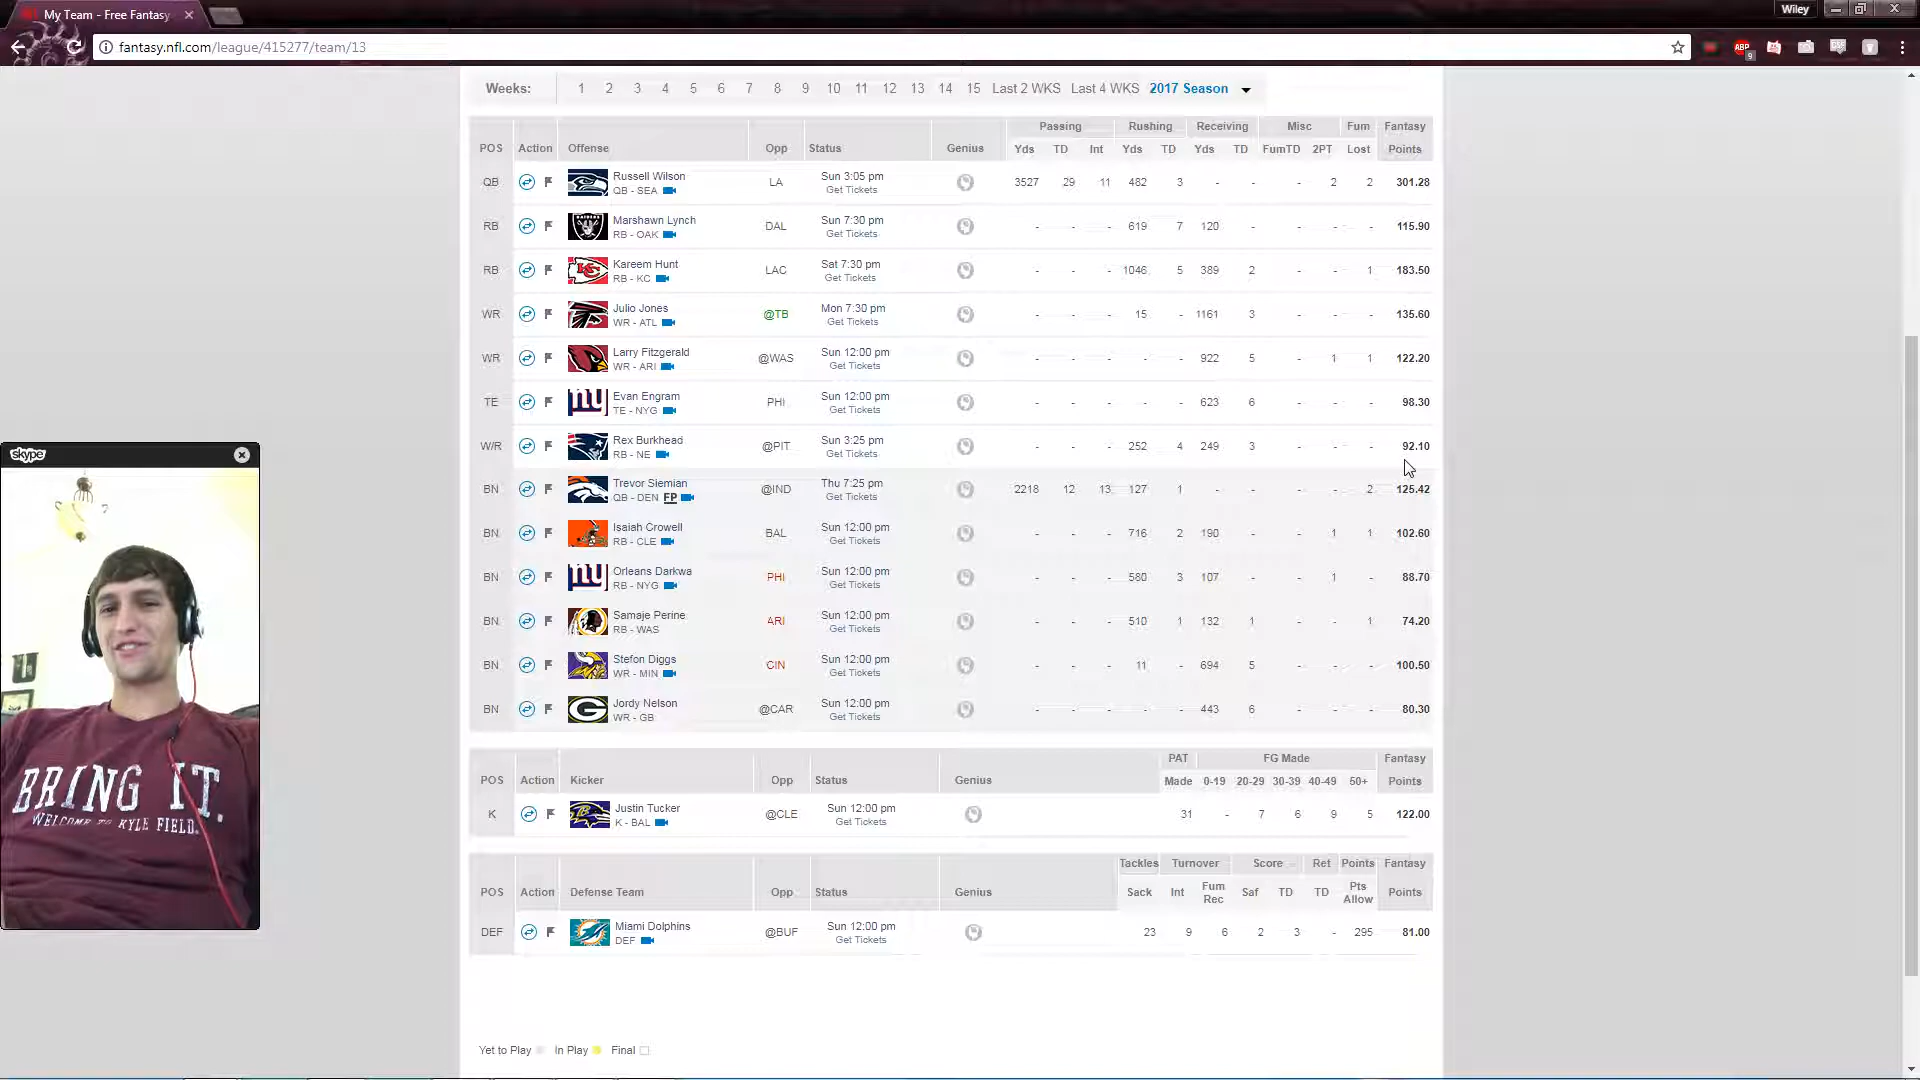 My Team - Free Fantasy
Wiley
fantasy.nfl.com/league/415277/team/13
ABP
9
Weeks: 1 2 3 4 5 6 7 8 9 10 11 12 13 14 15 Last 2 WKS Last 4 WKS 2017 Season
Passing Rushing Receiving Misc Fum Fantasy
POS Action Offense Opp Status Genius Yds TD Int Yds TD Yds TD FumTD 2PT Lost Points
QB Russell Wilson LA Sun 3:05 pm 3527 29 11 482 3 - - - 2 2 301.28
QB - SEA Get Tickets
RB Marshawn Lynch DAL Sun 7:30 pm - - - 619 7 120 - - - - 115.90
RB - OAK Get Tickets
RB Kareem Hunt LAC Sat 7:30 pm - - - 1046 5 389 2 - - 1 183.50
RB - KC Get Tickets
WR Julio Jones @TB Mon 7:30 pm - - - 15 - 1161 3 - - - 135.60
WR - ATL Get Tickets
WR Larry Fitzgerald @WAS Sun 12:00 pm - - - - - 922 5 - 1 1 122.20
WR - ARI Get Tickets
TE Evan Engram PHI Sun 12:00 pm - - - - - 623 6 - - - 98.30
TE - NYG Get Tickets
W/R Rex Burkhead @PIT Sun 3:25 pm - - - 252 4 249 3 - - - 92.10
RB - NE Get Tickets
BN Trevor Siemian @IND Thu 7:25 pm 2218 12 13 127 1 - - - - 2 125.42
QB - DEN FP Get Tickets
BN Isaiah Crowell BAL Sun 12:00 pm - - - 716 2 190 - - 1 1 102.60
RB - CLE Get Tickets
BN Orleans Darkwa PHI Sun 12:00 pm - - - 580 3 107 - - 1 - 88.70
RB - NYG Get Tickets
BN Samaje Perine ARI Sun 12:00 pm - - - 510 1 132 1 - - 1 74.20
RB - WAS Get Tickets
BN Stefon Diggs CIN Sun 12:00 pm - - - 11 - 694 5 - - - 100.50
WR - MIN Get Tickets
BN Jordy Nelson @CAR Sun 12:00 pm - - - - - 443 6 - - - 80.30
WR - GB Get Tickets
PAT FG Made Fantasy
POS Action Kicker Opp Status Genius Made 0-19 20-29 30-39 40-49 50+ Points
K Justin Tucker @CLE Sun 12:00 pm 31 - 7 6 9 5 122.00
K - BAL Get Tickets
Tackles Turnover Score Ret Points Fantasy
POS Action Defense Team Opp Status Genius Sack Int Fum Rec Saf TD TD Pts Allow Points
DEF Miami Dolphins @BUF Sun 12:00 pm 23 9 6 2 3 - 295 81.00
DEF Get Tickets
Yet to Play In Play Final
skype
BRING IT.
WELCOME TO KYLE FIELD.